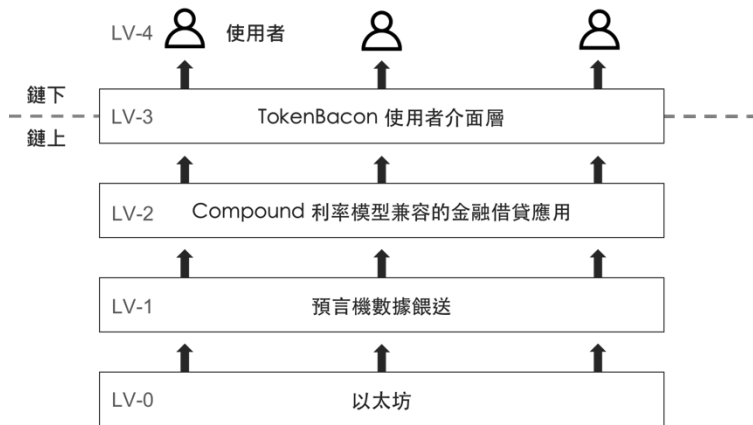 LV-4 使用者
鏈下
LV-3 TokenBacon 使用者介面層
鏈上
LV-2 Compound 利率模型兼容的金融借貸應用
LV-1 預言機數據餵送
LV-0 以太坊